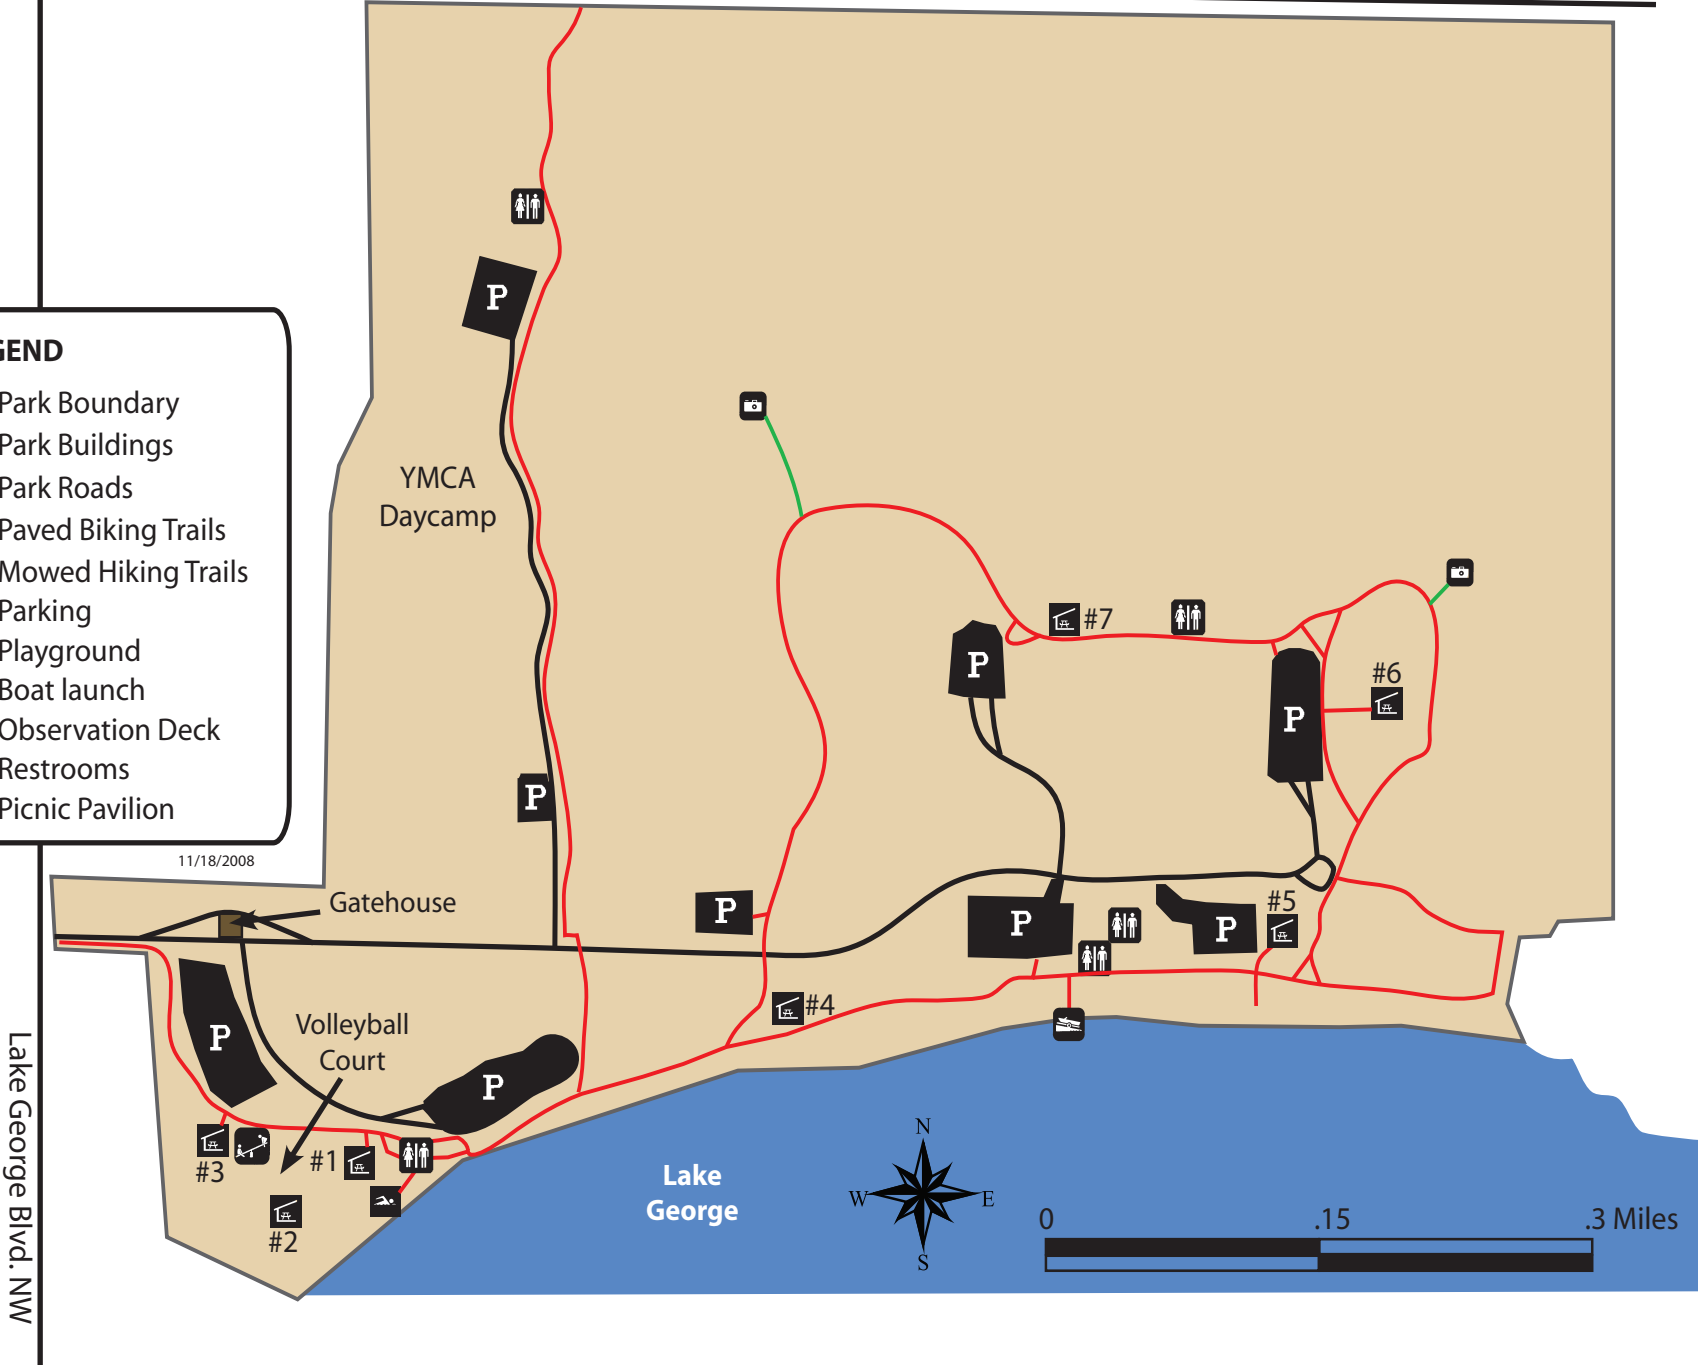 GEND
Park Boundary
Park Buildings
Park Roads
Paved Biking Trails
Mowed Hiking Trails
Parking
Playground
Boat launch
Observation Deck
Restrooms
Picnic Pavilion
11/18/2008
Lake George Blvd. NW
P
YMCA
Daycamp
P
#7
P
#6
P
Gatehouse
P
P
P
#5
#4
P
Volleyball
Court
P
#3
#1
#2
Lake
George
N
W
E
S
0
.15
.3 Miles